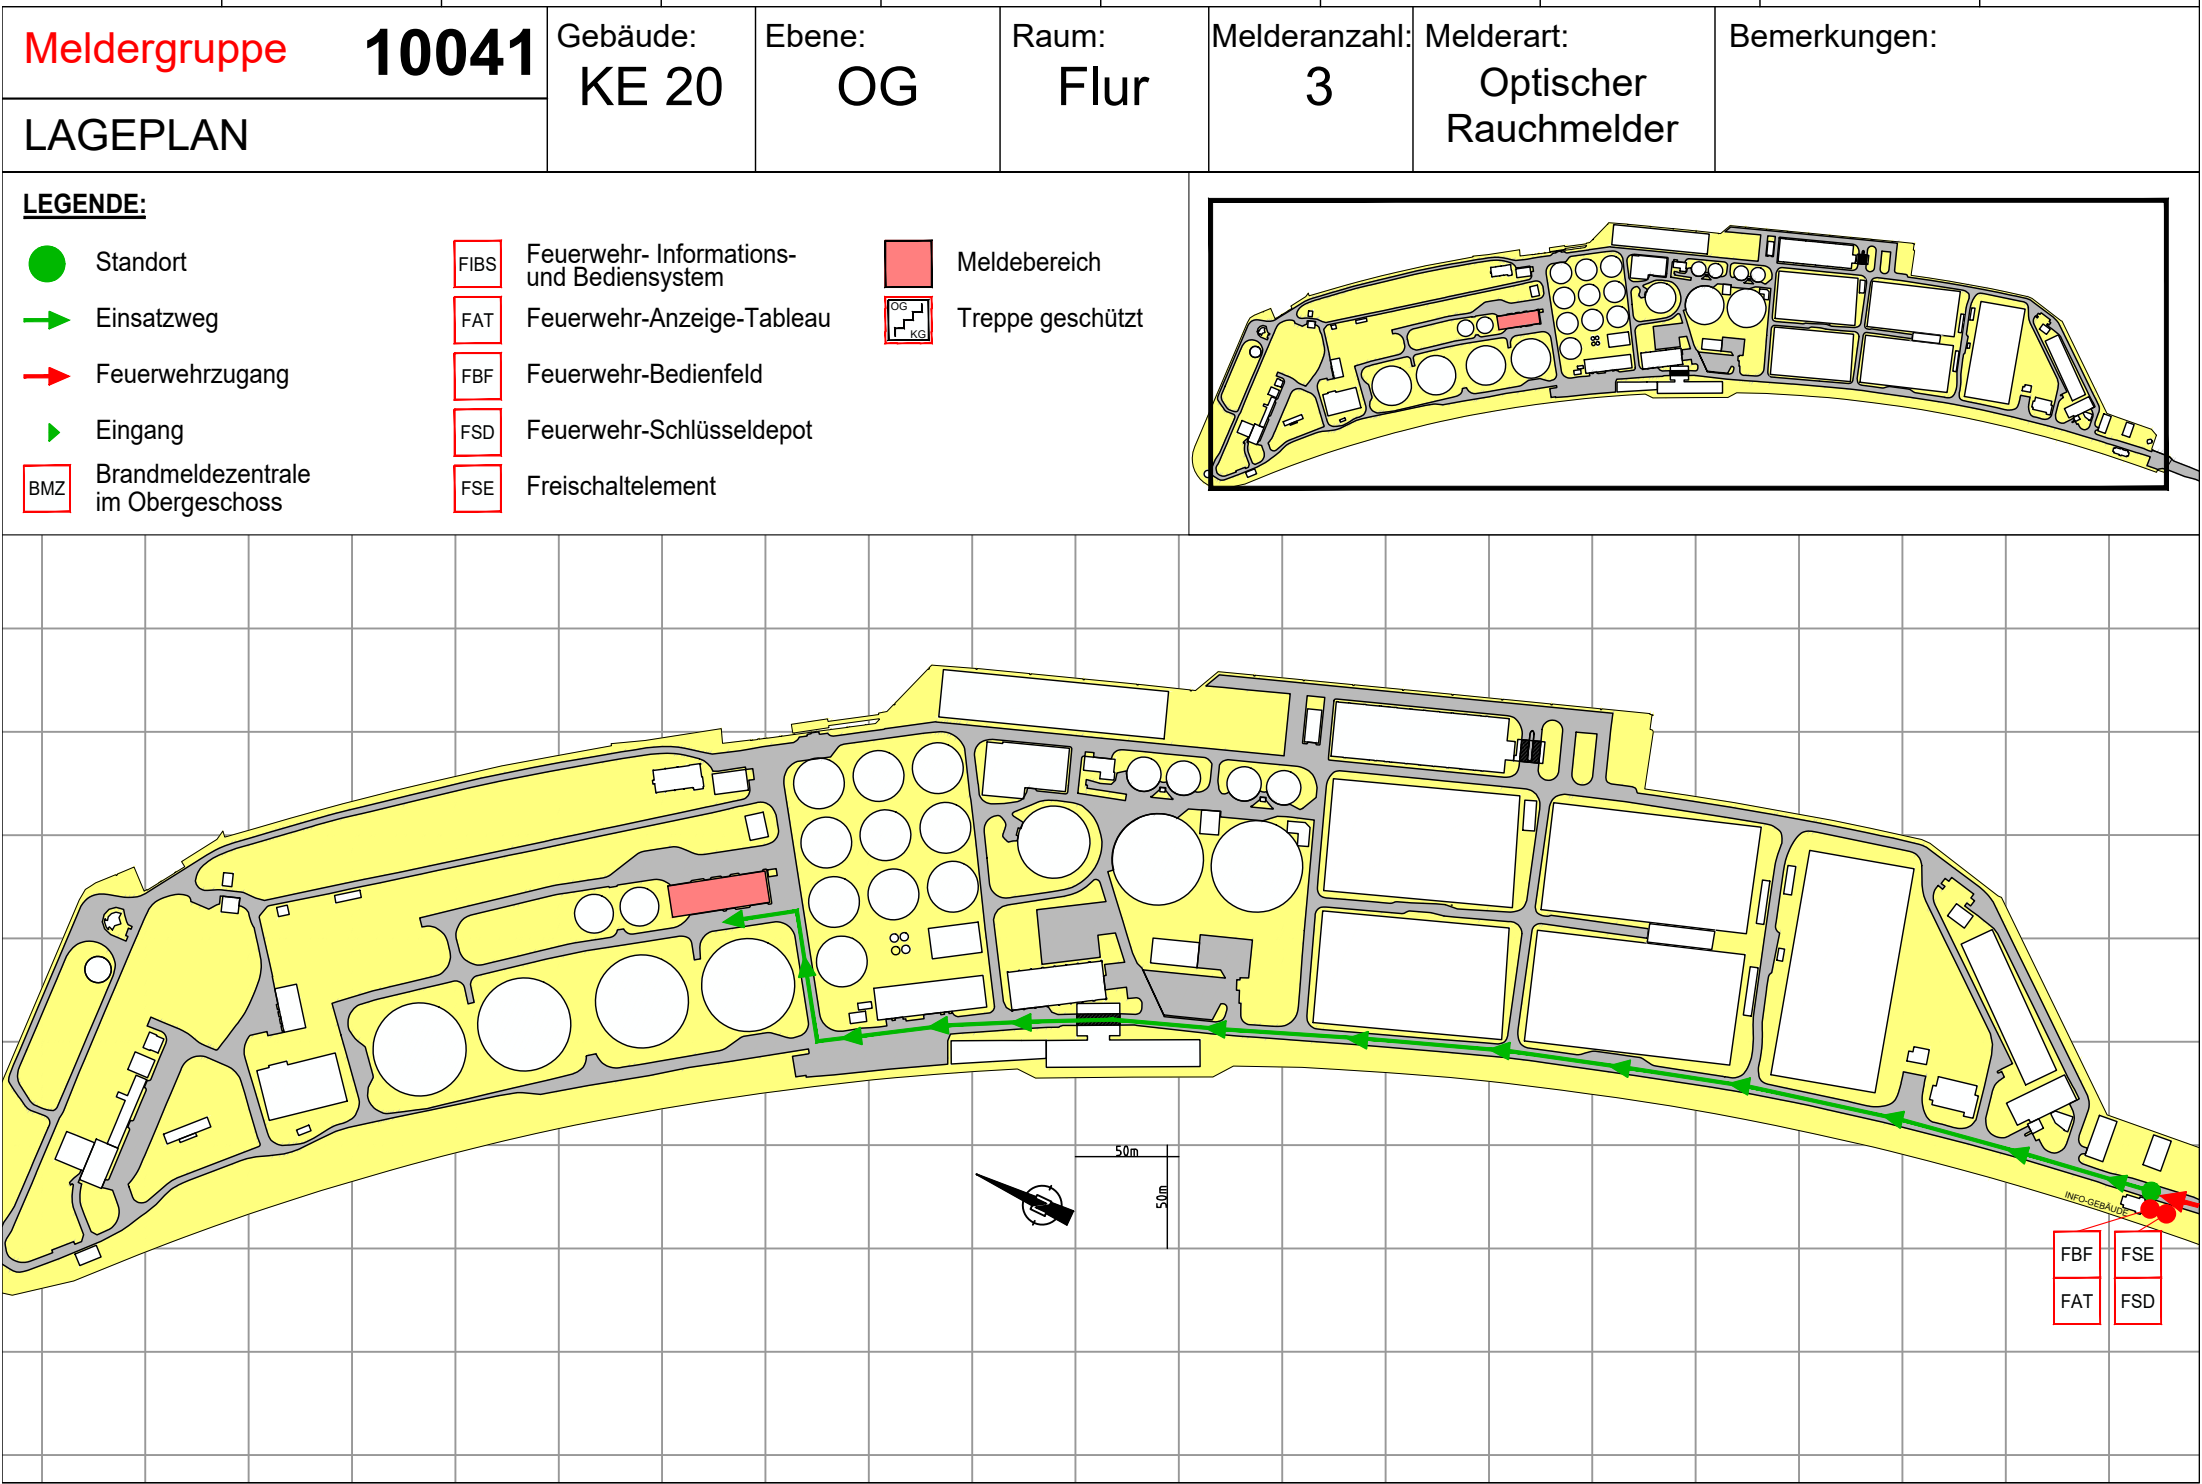 Meldergruppe 10041
LAGEPLAN
Gebäude:
KE 20
Ebene:
OG
Raum:
Flur
Melderanzahl:
3
Melderart:
Optischer
Rauchmelder
Bemerkungen:
LEGENDE:
Standort
Einsatzweg
Feuerwehrzugang
Eingang
BMZ
Brandmeldezentrale
im Obergeschoss
FIBS
Feuerwehr- Informations-
und Bediensystem
FAT
Feuerwehr-Anzeige-Tableau
FBF
Feuerwehr-Bedienfeld
FSD
Feuerwehr-Schlüsseldepot
FSE
Freischaltelement
Meldebereich
OG
KG
Treppe geschützt
50m
50m
INFO-GEBÄUDE
FBF
FSE
FAT
FSD